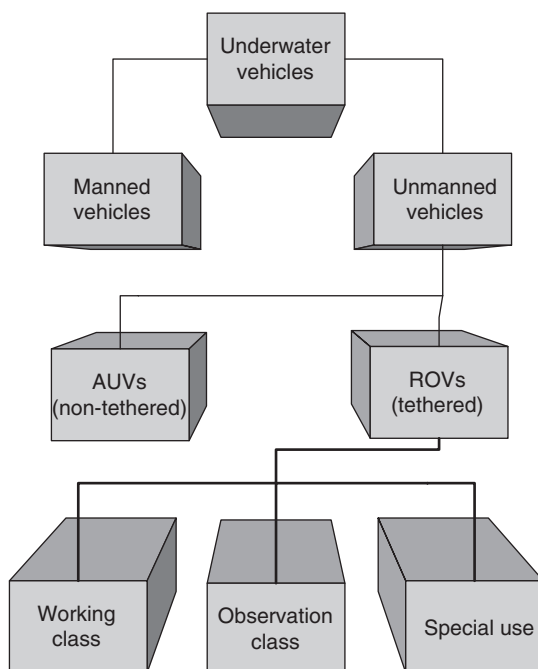 Underwater
vehicles
Manned
vehicles
Unmanned
vehicles
AUVs
(non-tethered)
ROVs
(tethered)
Working
class
Observation
class
Special use